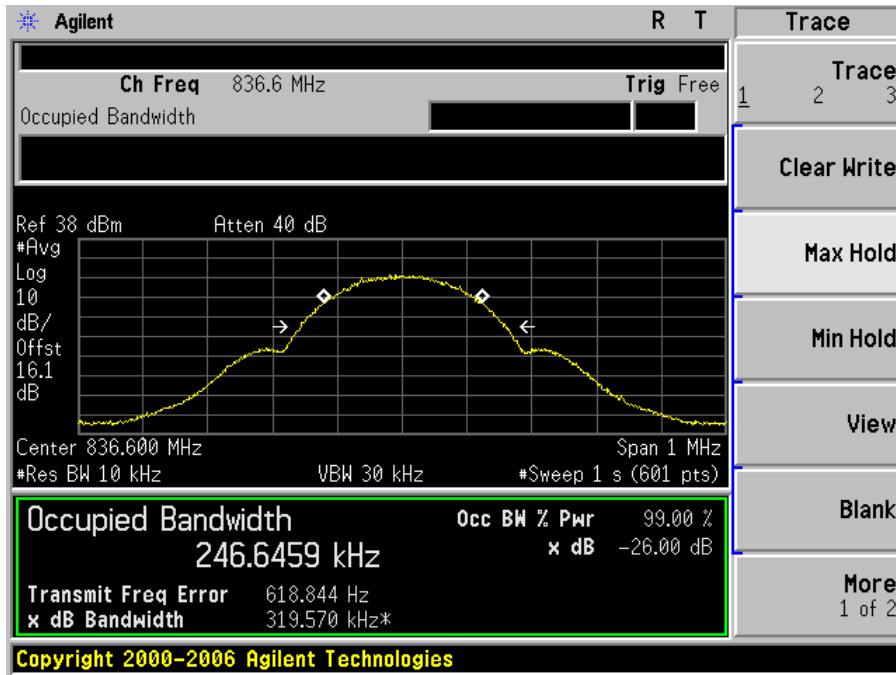 Agilent R T Trace
Ch Freq 836.6 MHz Trig Free
Occupied Bandwidth
Trace
1 2 3
Clear Write
Max Hold
Min Hold
View
Blank
More
1 of 2
Ref 38 dBm Atten 40 dB
#Avg
Log
10
dB/
Offst
16.1
dB
Center 836.600 MHz Span 1 MHz
#Res BW 10 kHz VBW 30 kHz #Sweep 1 s (601 pts)
Occupied Bandwidth Occ BW % Pwr 99.00 %
246.6459 kHz x dB -26.00 dB
Transmit Freq Error 618.844 Hz
x dB Bandwidth 319.570 kHz*
Copyright 2000-2006 Agilent Technologies